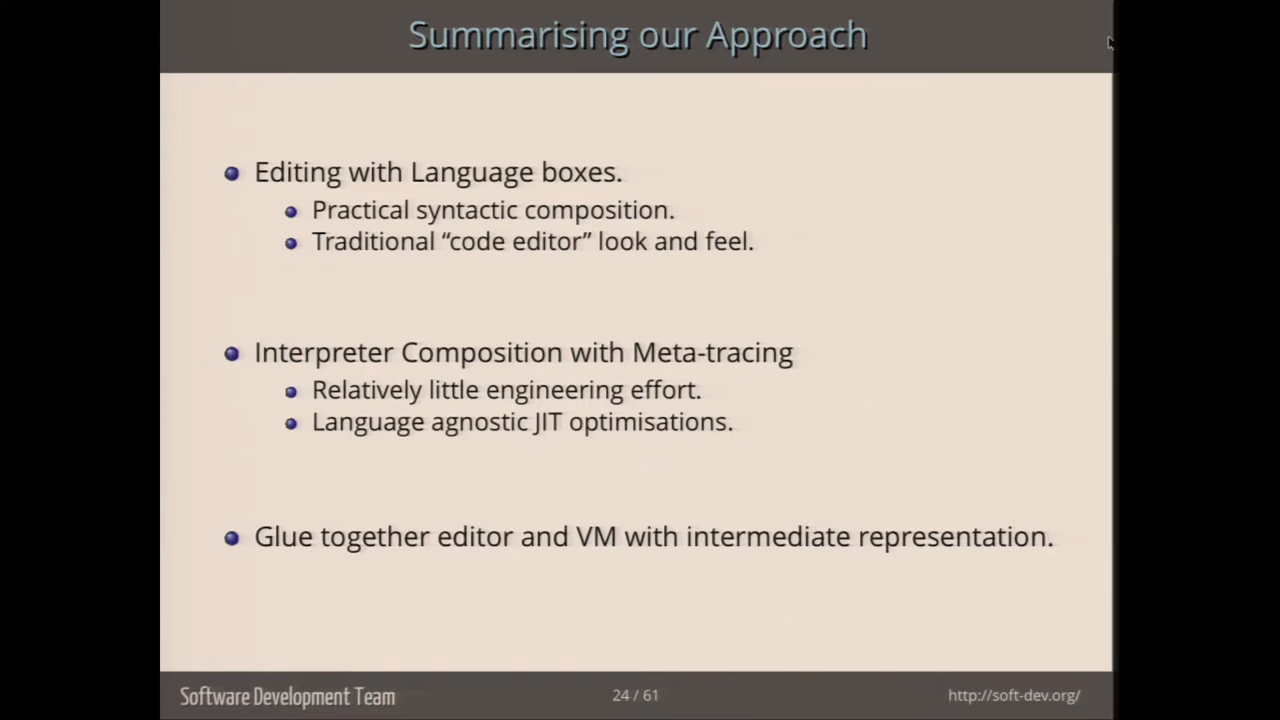 Summarising our Approach
Editing with Language boxes.
Practical syntactic composition.
Traditional “code editor” look and feel.
Interpreter Composition with Meta-tracing
Relatively little engineering effort.
Language agnostic JIT optimisations.
Glue together editor and VM with intermediate representation.
Software Development Team
24 / 61
http://soft-dev.org/